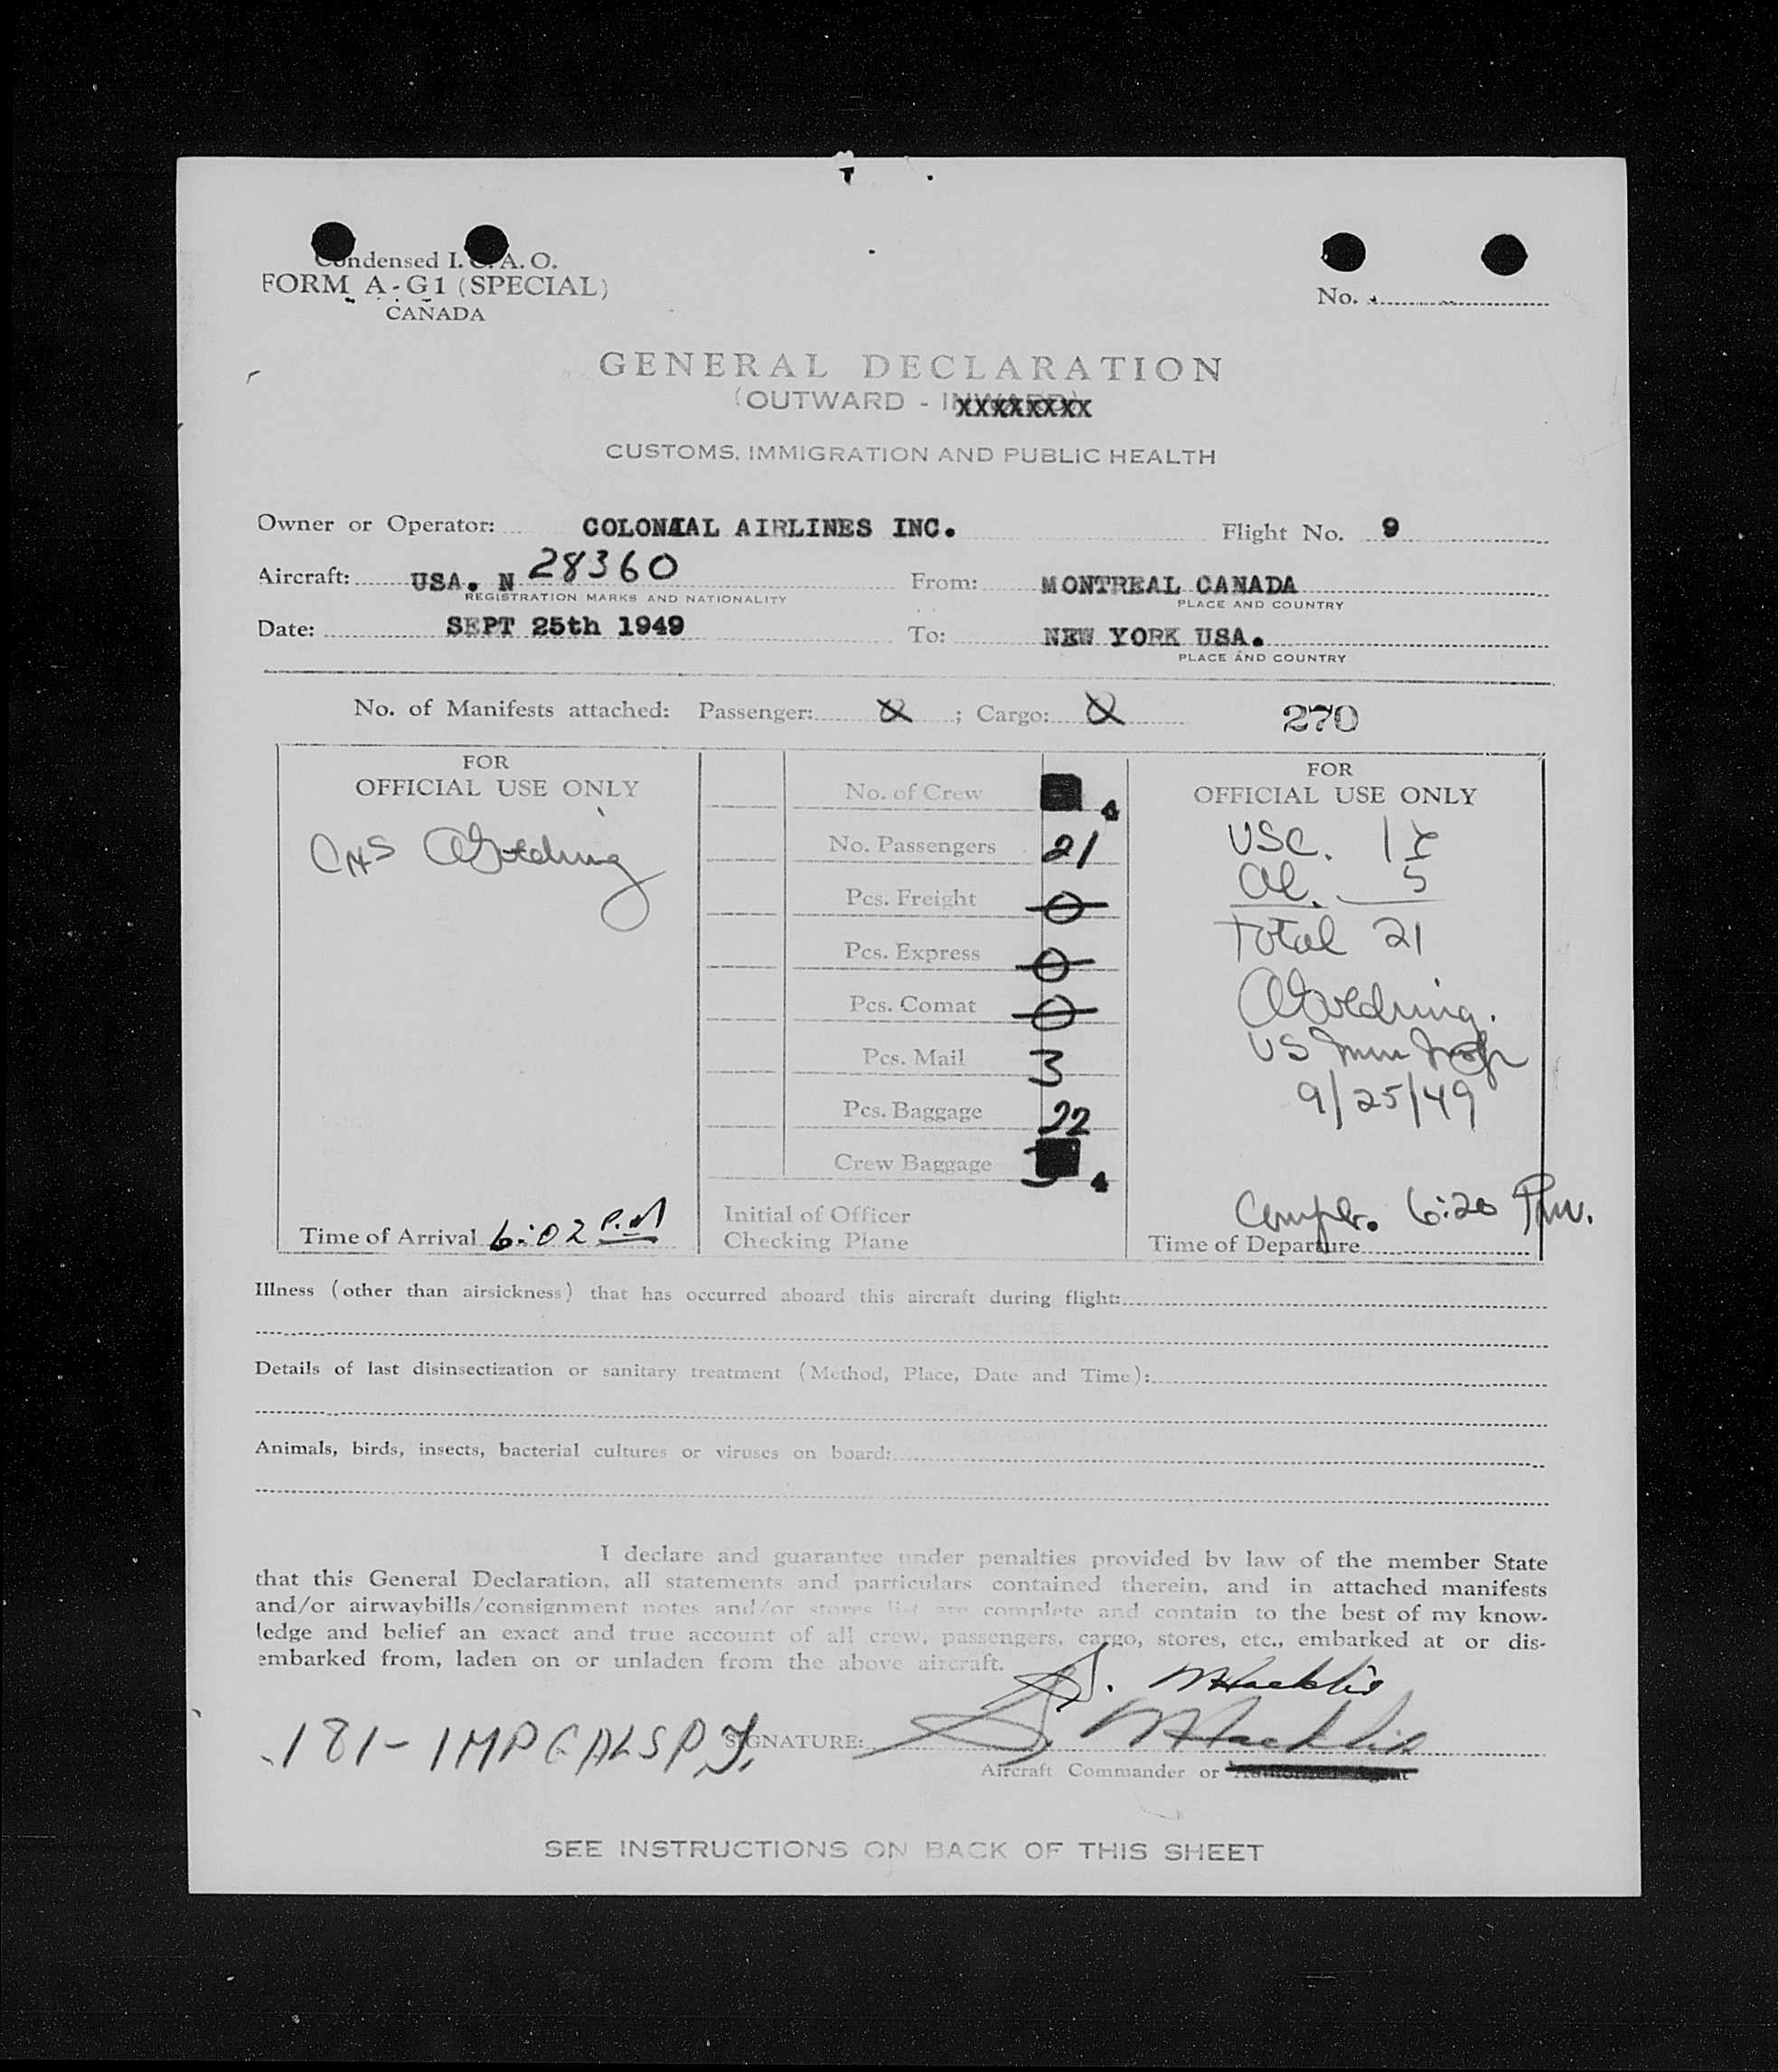 Condensed I. C. A. O.
FORM A-G1 (SPECIAL)
CANADA
No.
GENERAL DECLARATION
(OUTWARD - INWARD)
CUSTOMS, IMMIGRATION AND PUBLIC HEALTH
Owner or Operator: COLONIAL AIRLINES INC. Flight No. 9
Aircraft: USA. N 28360 From: MONTREAL CANADA
REGISTRATION MARKS AND NATIONALITY PLACE AND COUNTRY
Date: SEPT 25th 1949 To: NEW YORK USA.
PLACE AND COUNTRY
No. of Manifests attached: Passenger: ; Cargo: 270
FOR
OFFICIAL USE ONLY
Time of Arrival 6:02 P.M
No. of Crew 4
No. Passengers 21
Pcs. Freight 0
Pcs. Express 0
Pcs. Comat 0
Pcs. Mail 3
Pcs. Baggage 22
Crew Baggage 4
Initial of Officer
Checking Plane
FOR
OFFICIAL USE ONLY
USC.
al. 5
Total 21
US Imm Insp
9/25/49
6:20 Pm.
Time of Departure
Illness (other than airsickness) that has occurred aboard this aircraft during flight:
Details of last disinsectization or sanitary treatment (Method, Place, Date and Time):
Animals, birds, insects, bacterial cultures or viruses on board:
I declare and guarantee under penalties provided by law of the member State
that this General Declaration, all statements and particulars contained therein, and in attached manifests
and/or airwaybills/consignment notes and/or stores list are complete and contain to the best of my know-
ledge and belief an exact and true account of all crew, passengers, cargo, stores, etc., embarked at or dis-
embarked from, laden on or unladen from the above aircraft.
SIGNATURE:
Aircraft Commander or Authorized Agent
SEE INSTRUCTIONS ON BACK OF THIS SHEET